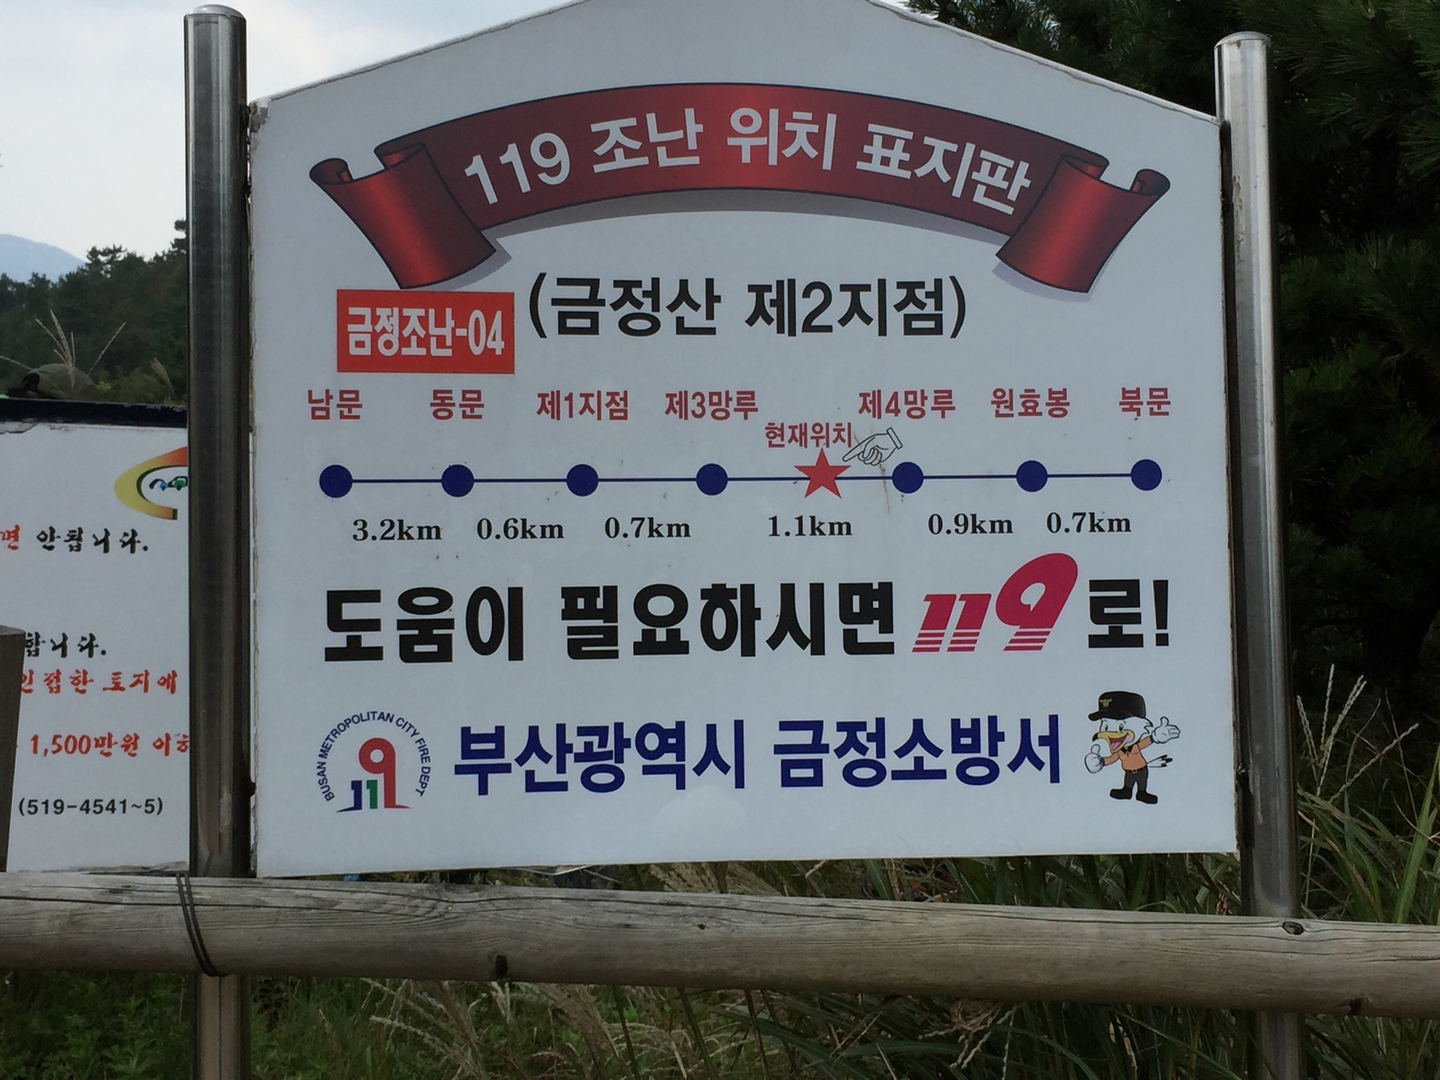 119 조난 위치 표지판
금정조난-04
(금정산 제2지점)
남문 동문 제1지점 제3망루 제4망루 원효봉 북문
현재위치
3.2km 0.6km 0.7km 1.1km 0.9km 0.7km
도움이 필요하시면 119로!
BUSAN METROPOLITAN CITY FIRE DEPT
119
부산광역시 금정소방서
면 안됩니다.
합니다.
인접한 토지에
1,500만원 이하
(519-4541~5)